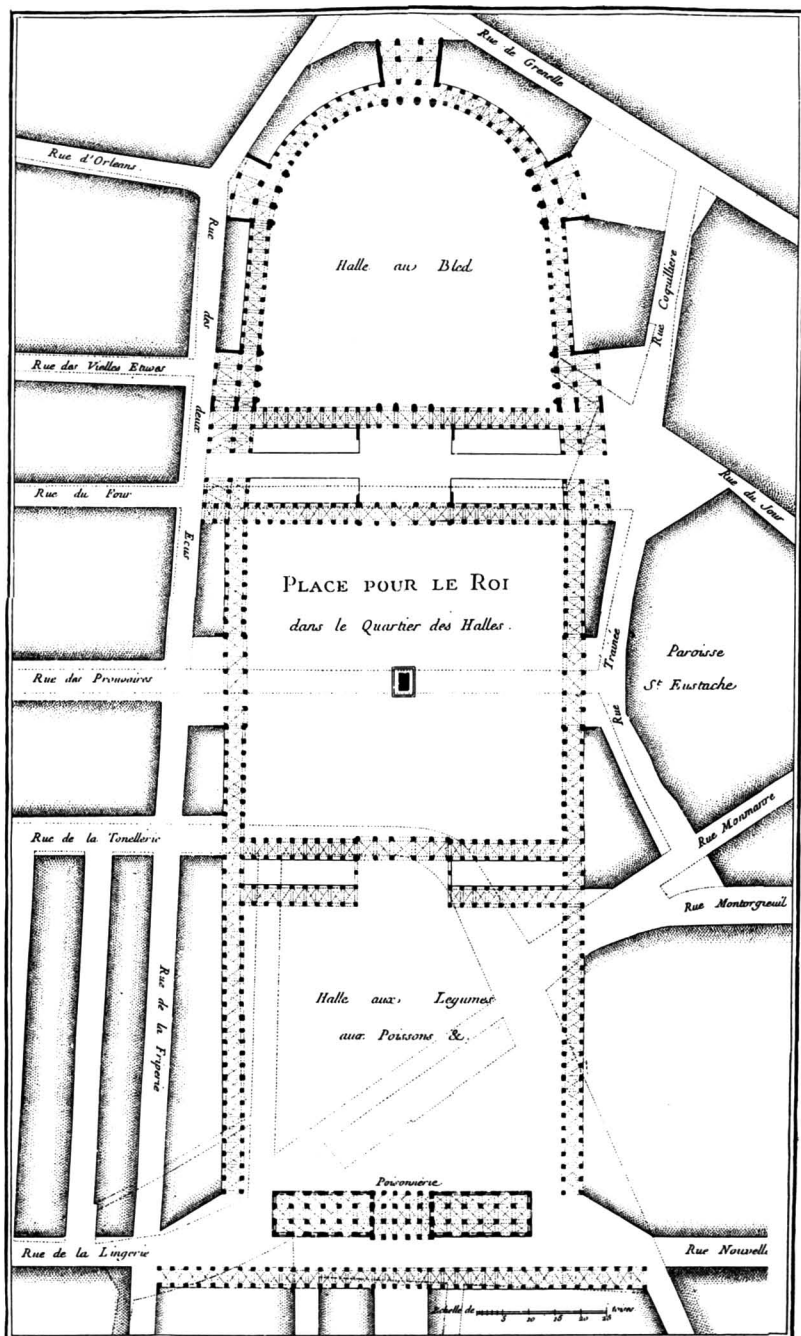 Rue de Grenelle
Rue d'Orleans.
Rue des deux Ecus
Halle au Bled
Rue Coquilliere
Rue des Vielles Etuves
Rue du Four
Rue du Jour
PLACE POUR LE ROI
dans le Quartier des Halles.
Rue Trainée
Paroisse
St Eustache
Rue des Prouvaires
Rue de la Tonellerie
Rue Monmartre
Rue Montorgueil
Rue de la Friperie
Halle aux Legumes
aux Poissons &.
Poisonnerie
Rue de la Lingerie
Rue Nouvelle
Echelle de toises
5 10 15 20 25